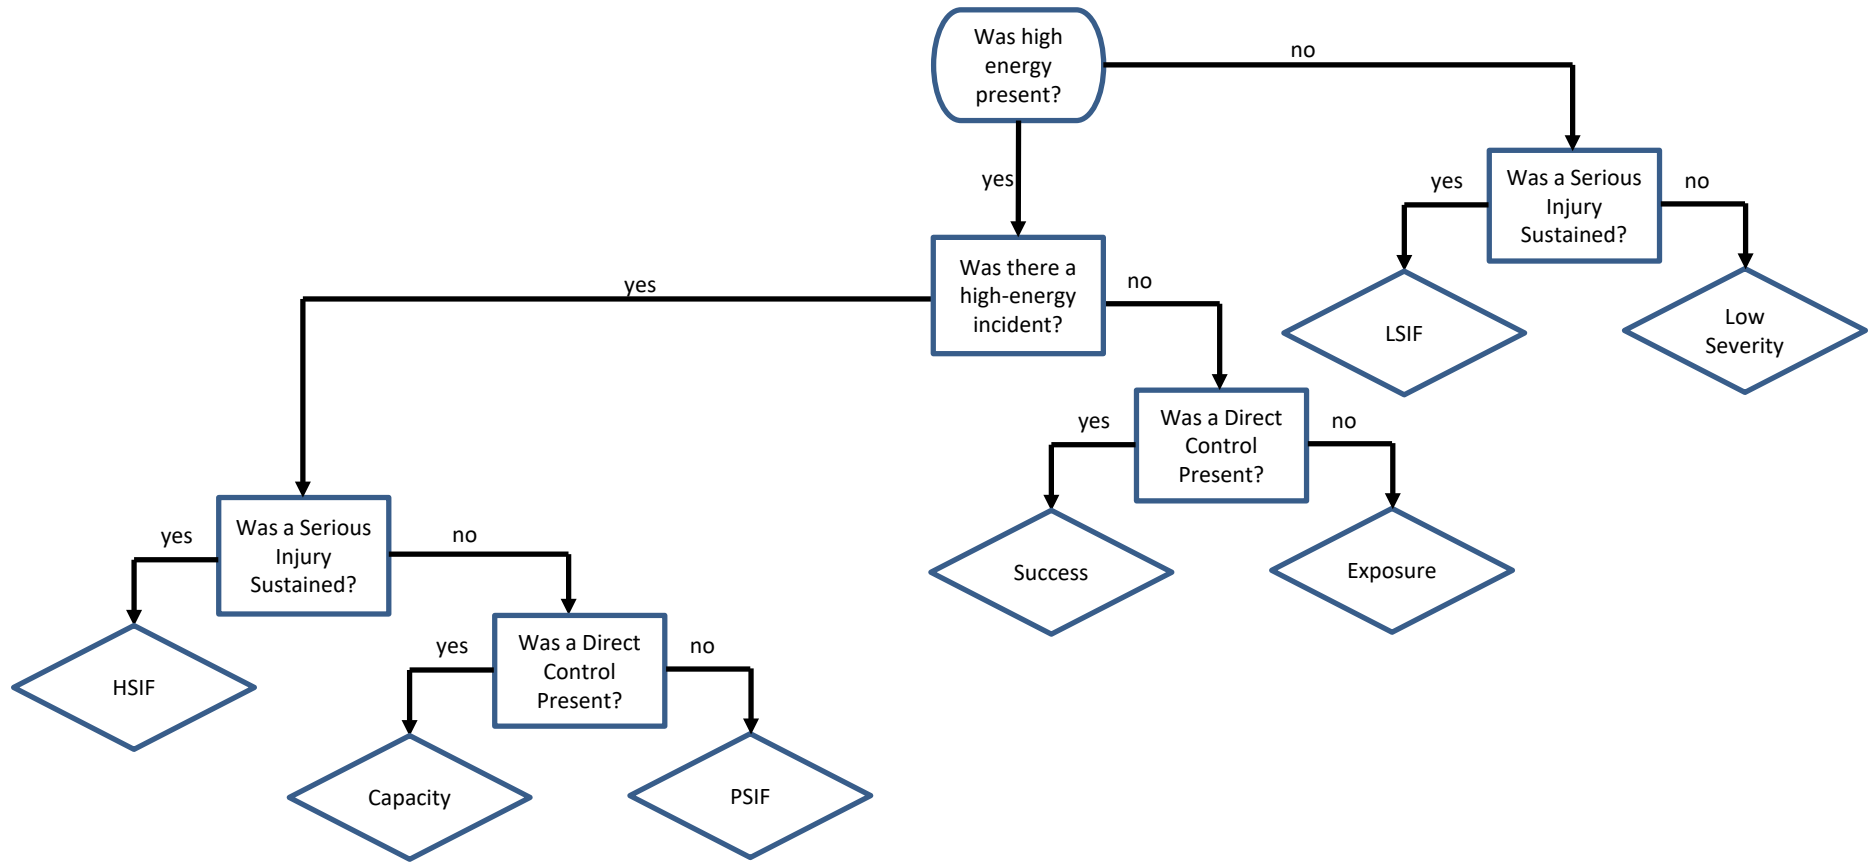 Was high
energy
present?
no
yes
Was a Serious
Injury
Sustained?
yes
no
LSIF
Low
Severity
Was there a
high-energy
incident?
yes
no
Was a Direct
Control
Present?
yes
no
Success
Exposure
Was a Serious
Injury
Sustained?
yes
no
HSIF
Was a Direct
Control
Present?
yes
no
Capacity
PSIF